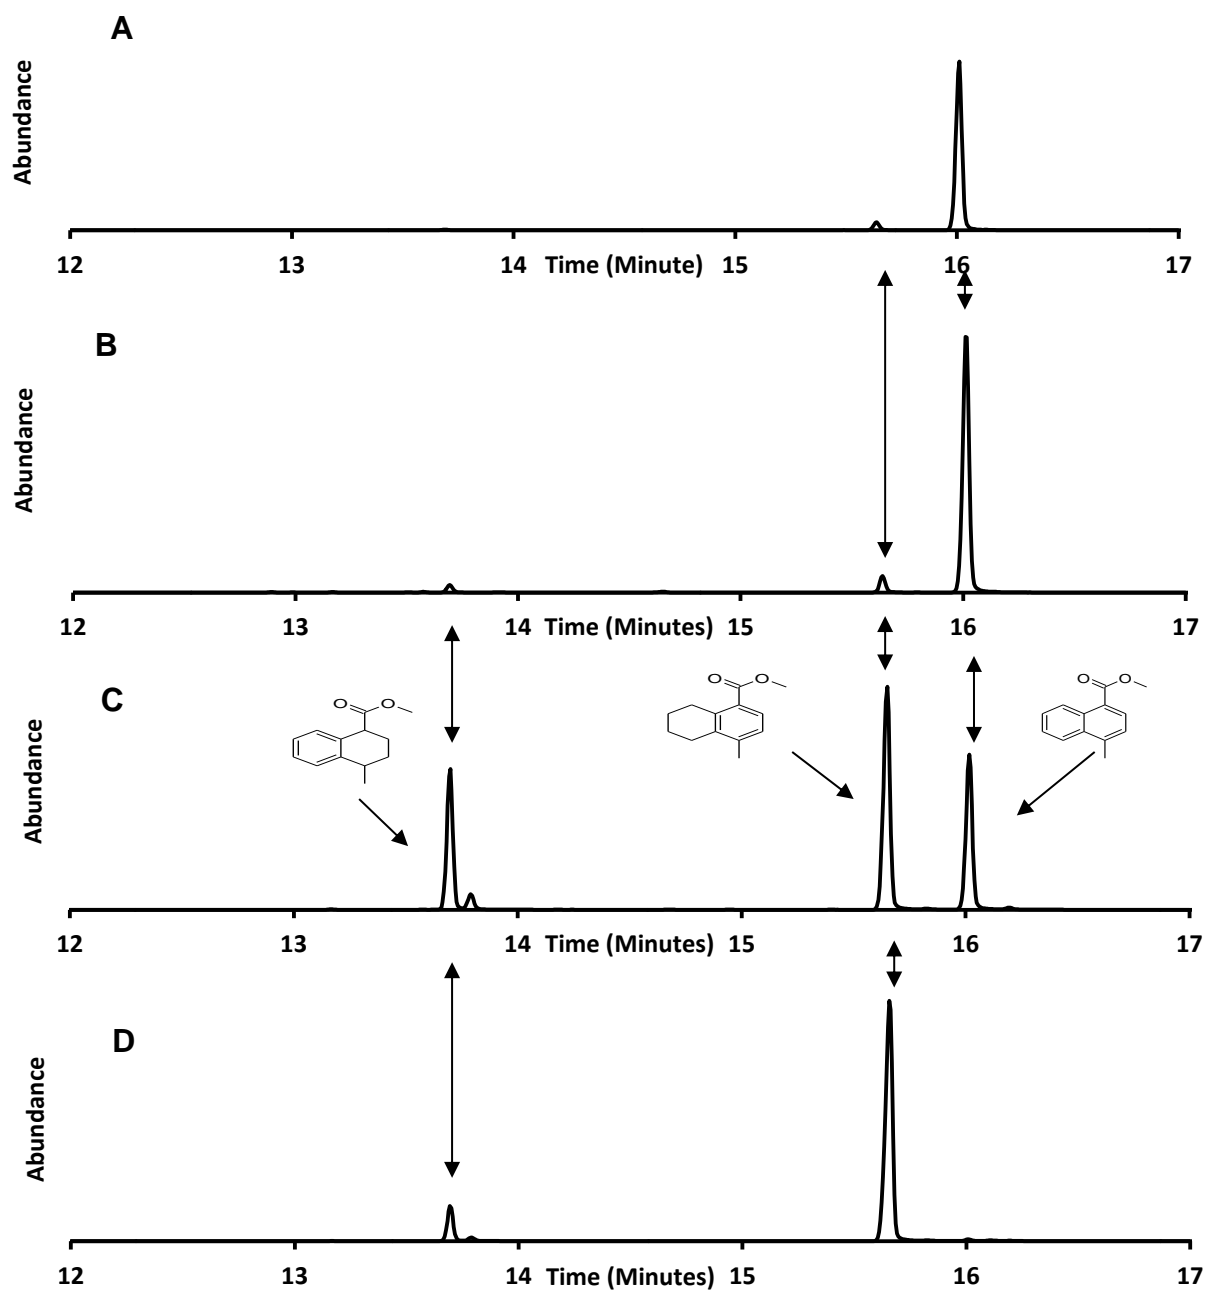 A
Abundance
12 13 14 Time (Minute) 15 16 17
B
Abundance
12 13 14 Time (Minutes) 15 16 17
C
Abundance
O O
O O
O O
12 13 14 Time (Minutes) 15 16 17
D
Abundance
12 13 14 Time (Minutes) 15 16 17